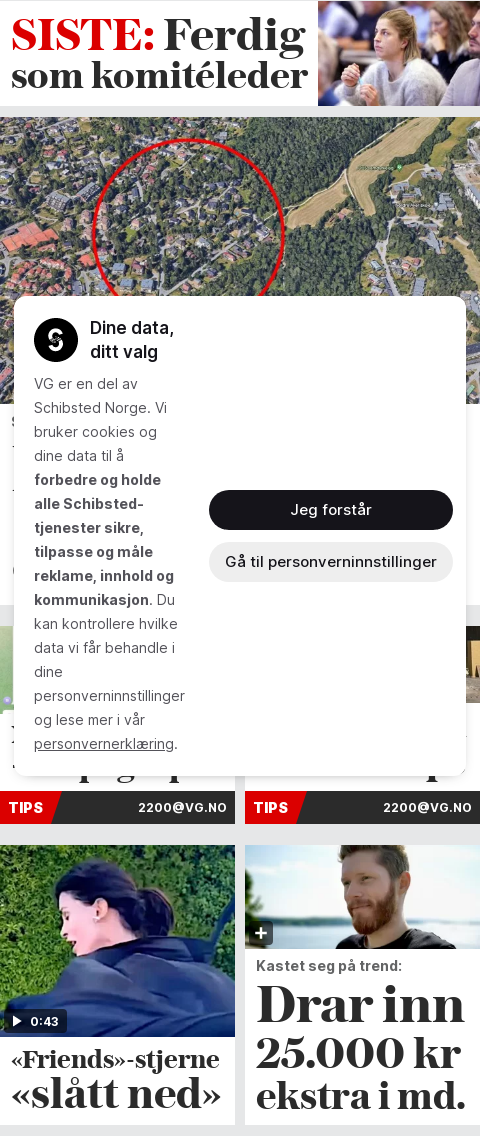 SISTE: Ferdig
som komitéleder
Dine data,
ditt valg
VG er en del av
Schibsted Norge. Vi
bruker cookies og
dine data til å
forbedre og holde
alle Schibsted-
tjenester sikre,
tilpasse og måle
reklame, innhold og
kommunikasjon. Du
kan kontrollere hvilke
data vi får behandle i
dine
personverninnstillinger
og lese mer i vår
personvernerklæring.
Jeg forstår
Gå til personverninnstillinger
TIPS
2200@VG.NO
TIPS
2200@VG.NO
0:43
«Friends»-stjerne
«slått ned»
Kastet seg på trend:
Drar inn
25.000 kr
ekstra i md.